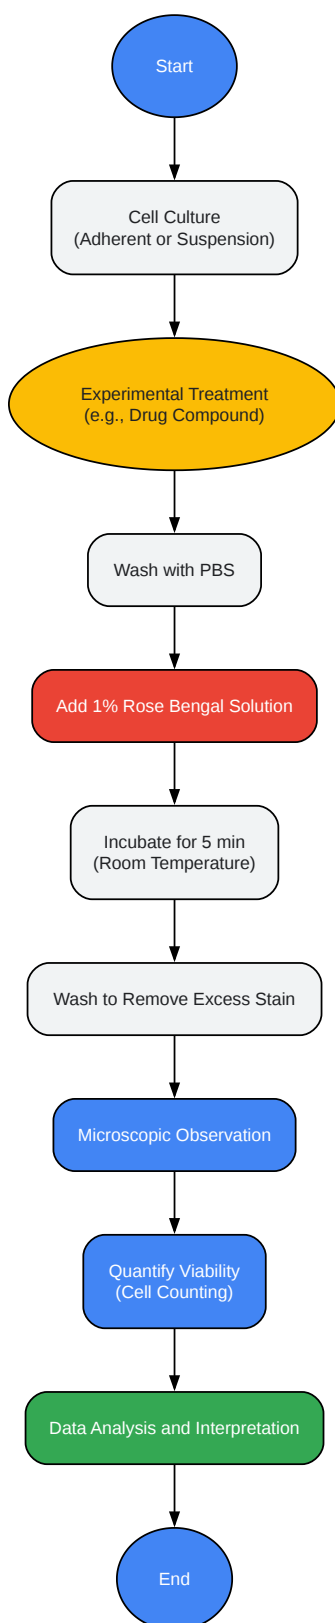 Start
Cell Culture
(Adherent or Suspension)
Experimental Treatment
(e.g., Drug Compound)
Wash with PBS
Add 1% Rose Bengal Solution
Incubate for 5 min
(Room Temperature)
Wash to Remove Excess Stain
Microscopic Observation
Quantify Viability
(Cell Counting)
Data Analysis and Interpretation
End